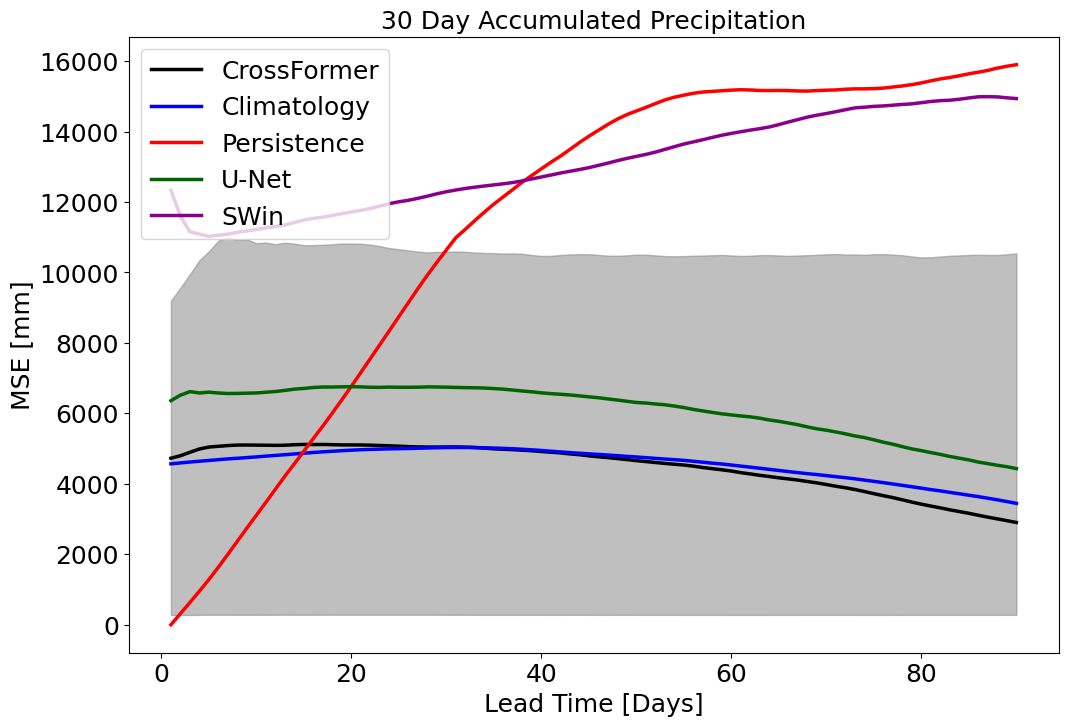 30 Day Accumulated Precipitation
CrossFormer
Climatology
Persistence
U-Net
SWin
16000
14000
12000
10000
8000
6000
4000
2000
0
MSE [mm]
0 20 40 60 80
Lead Time [Days]